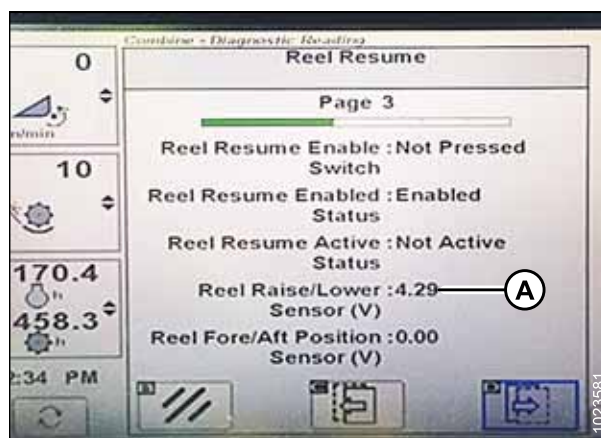 Combine - Diagnostic Reading
Reel Resume
Page 3
Reel Resume Enable :Not Pressed
Switch
Reel Resume Enabled :Enabled
Status
Reel Resume Active :Not Active
Status
Reel Raise/Lower :4.29
Sensor (V)
Reel Fore/Aft Position :0.00
Sensor (V)
0
10
170.4
h
458.3
h
2:34 PM
A
1023581